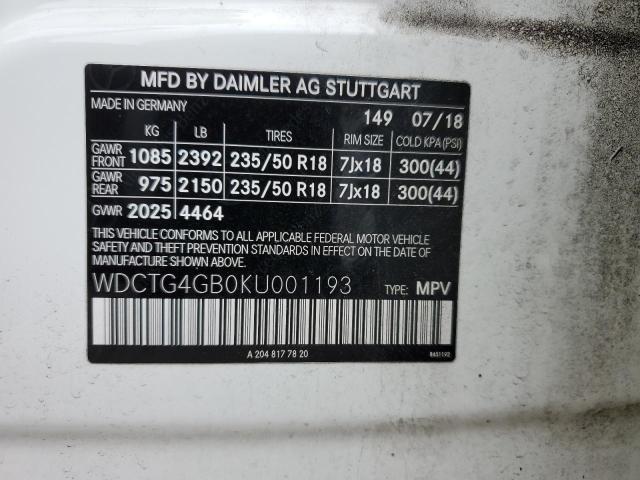 MFD BY DAIMLER AG STUTTGART
MADE IN GERMANY 149 07/18
KG LB TIRES RIM SIZE COLD KPA (PSI)
GAWR FRONT 1085 2392 235/50 R18 7Jx18 300(44)
GAWR REAR 975 2150 235/50 R18 7Jx18 300(44)
GVWR 2025 4464
THIS VEHICLE CONFORMS TO ALL APPLICABLE FEDERAL MOTOR VEHICLE
SAFETY AND THEFT PREVENTION STANDARDS IN EFFECT ON THE DATE OF
MANUFACTURE SHOWN ABOVE
WDCTG4GB0KU001193 TYPE: MPV
A 204 817 78 20